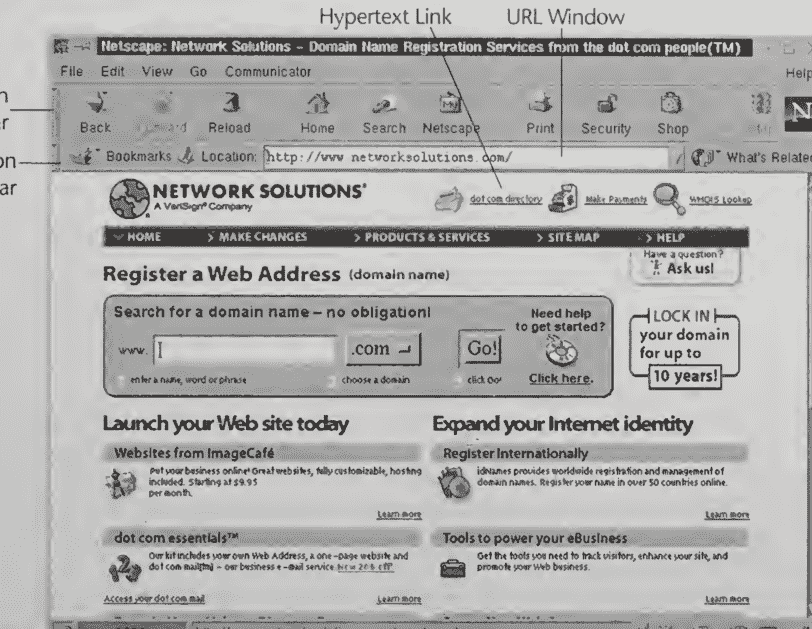 Hypertext Link URL Window
Netscape: Network Solutions - Domain Name Registration Services from the dot com people(TM)
File Edit View Go Communicator Help
Back Forward Reload Home Search Netscape Print Security Shop
Bookmarks Location: http://www networksolutions.com/ What's Related
on
ar
NETWORK SOLUTIONS®
A VeriSign® Company
dot com directory Make Payments WHOIS Lookup
HOME > MAKE CHANGES > PRODUCTS & SERVICES > SITE MAP > HELP
Have a question?
Ask us!
Register a Web Address (domain name)
Search for a domain name – no obligation!
Need help
to get started?
www. .com Go!
enter a name, word or phrase choose a domain click Go!
Click here.
LOCK IN
your domain
for up to
10 years!
Launch your Web site today
Websites from ImageCafé
Put your business online! Great websites, fully customizable, hosting
included. Starting at $9.95
per month.
Learn more
dot com essentials™
Our kit includes your own Web Address, a one-page website and
dot com mail[tm] – our business e-mail service. New 20% off!
Access your dot com mail Learn more
Expand your Internet identity
Register Internationally
idNames provides worldwide registration and management of
domain names. Register your name in over 50 countries online.
Learn more
Tools to power your eBusiness
Get the tools you need to track visitors, enhance your site, and
promote your Web business.
Learn more